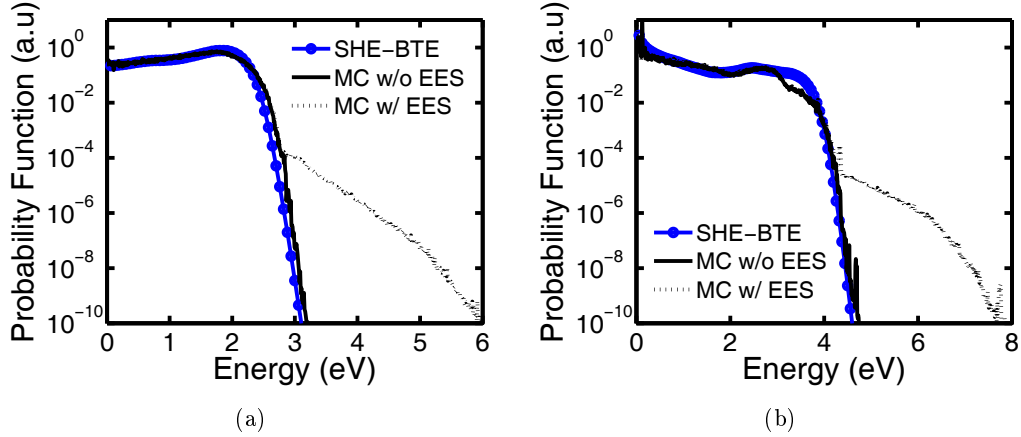 Probability Function (a.u)
10^0
10^-2
10^-4
10^-6
10^-8
10^-10
SHE-BTE
MC w/o EES
MC w/ EES
0 1 2 3 4 5 6
Energy (eV)
(a)
Probability Function (a.u)
10^0
10^-2
10^-4
10^-6
10^-8
10^-10
SHE-BTE
MC w/o EES
MC w/ EES
0 2 4 6 8
Energy (eV)
(b)